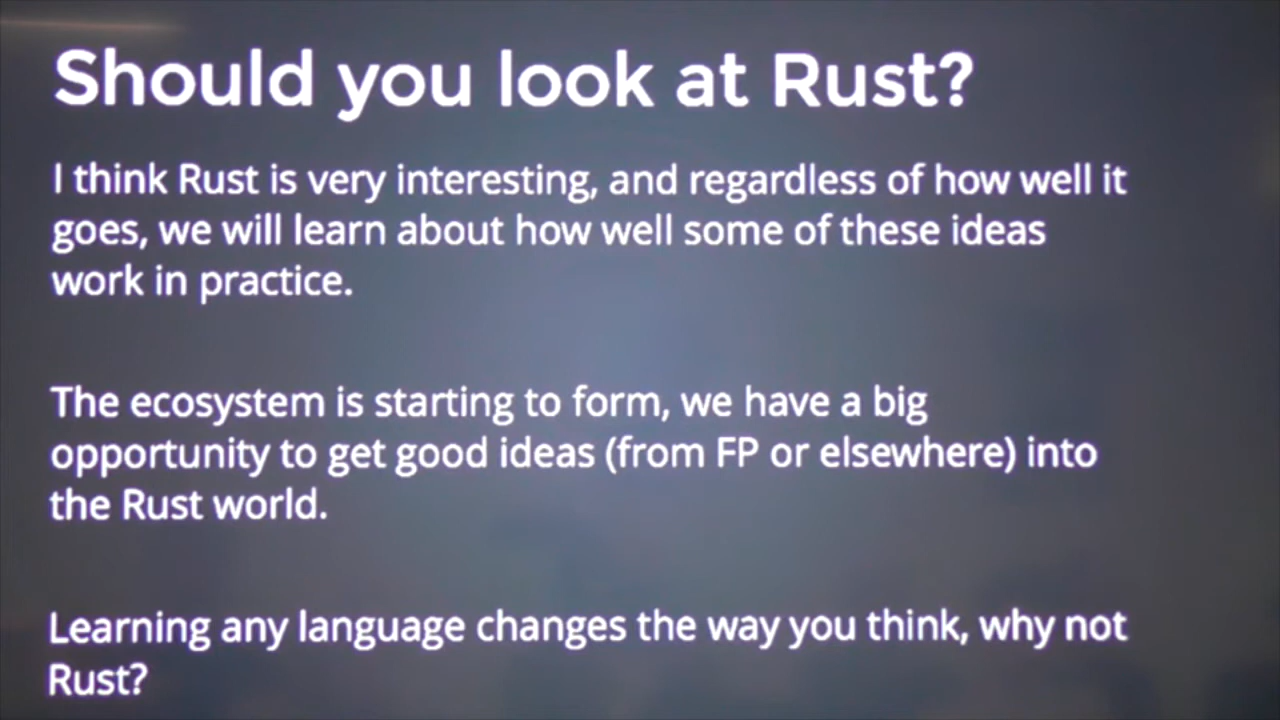 Should you look at Rust?
I think Rust is very interesting, and regardless of how well it
goes, we will learn about how well some of these ideas
work in practice.
The ecosystem is starting to form, we have a big
opportunity to get good ideas (from FP or elsewhere) into
the Rust world.
Learning any language changes the way you think, why not
Rust?